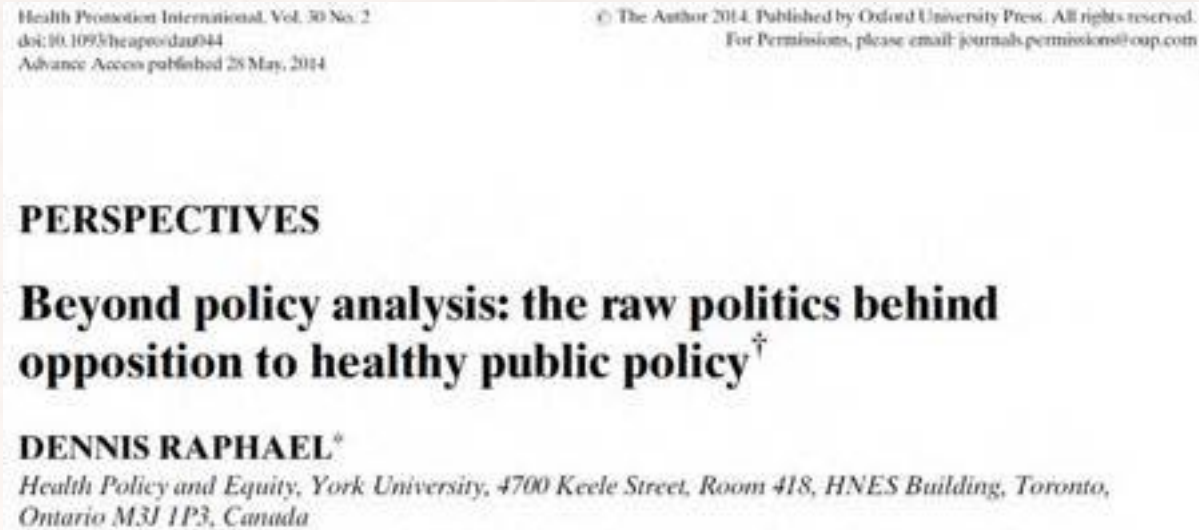 Health Promotion International, Vol. 30 No. 2
© The Author 2014. Published by Oxford University Press. All rights reserved.
doi:10.1093/heapro/dau044
For Permissions, please email: journals.permissions@oup.com
Advance Access published 28 May, 2014
PERSPECTIVES
Beyond policy analysis: the raw politics behind
opposition to healthy public policy†
DENNIS RAPHAEL*
Health Policy and Equity, York University, 4700 Keele Street, Room 418, HNES Building, Toronto,
Ontario M3J 1P3, Canada